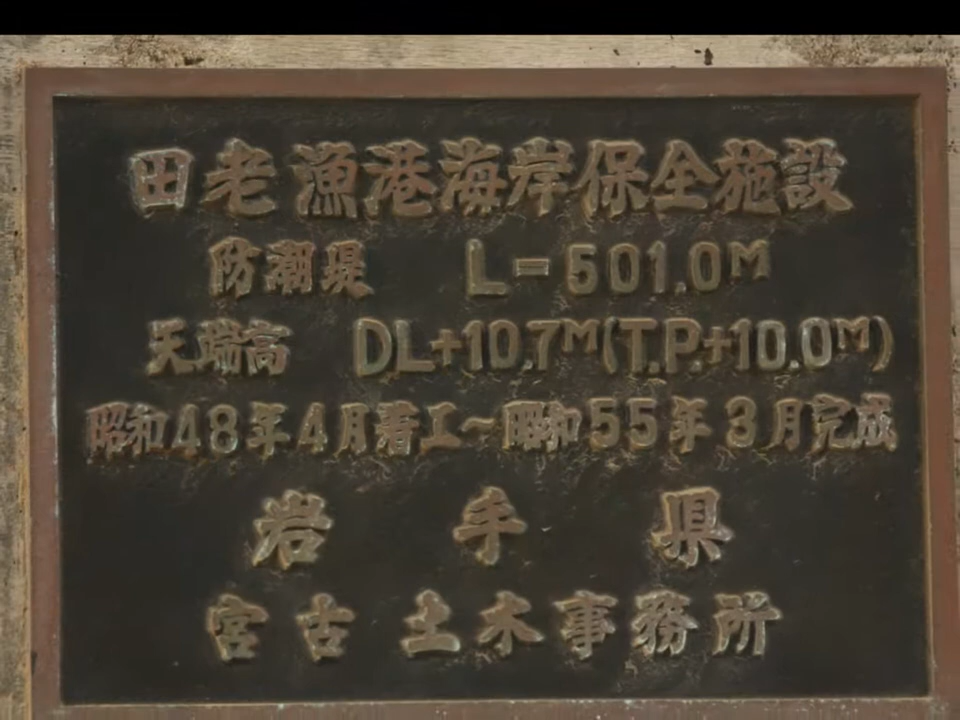 田老漁港海岸保全施設
防潮堤 L=501.0M
天端高 DL+10.7M(T.P.+10.0M)
昭和48年4月着工~昭和55年3月完成
岩手県
宮古土木事務所